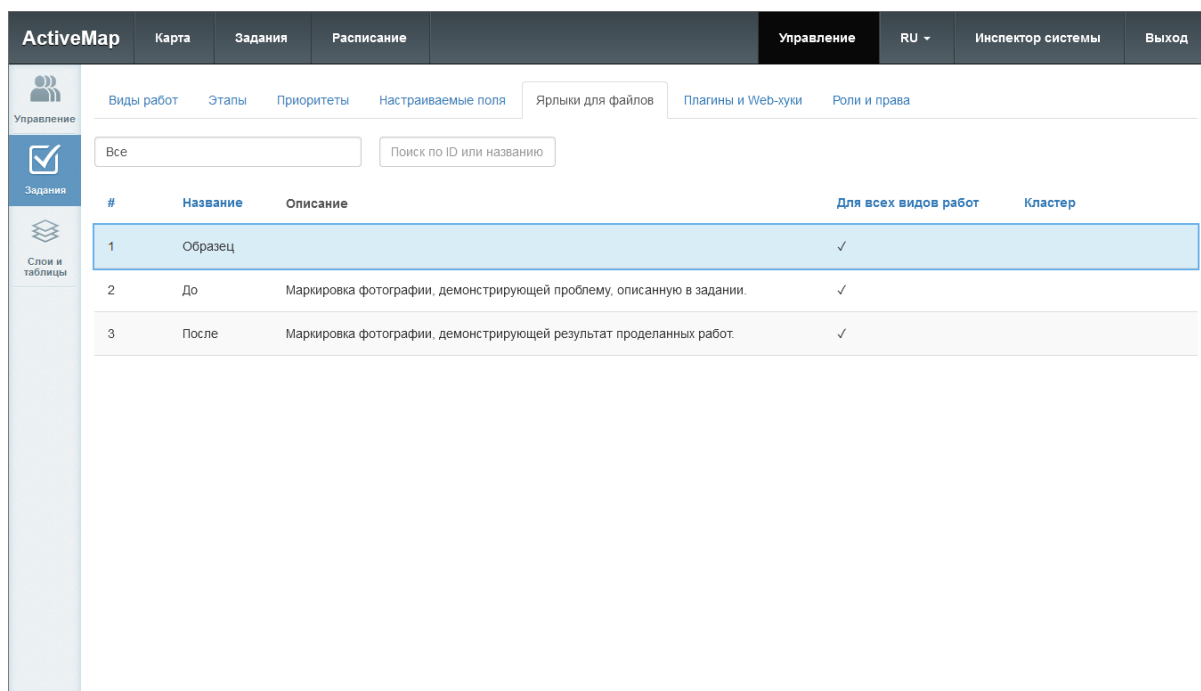 ActiveMap Карта Задания Расписание Управление RU Инспектор системы Выход
Управление
Задания
Слои и
таблицы
Виды работ Этапы Приоритеты Настраиваемые поля Ярлыки для файлов Плагины и Web-хуки Роли и права
Все Поиск по ID или названию
# Название Описание Для всех видов работ Кластер
1 Образец ✓
2 До Маркировка фотографии, демонстрирующей проблему, описанную в задании. ✓
3 После Маркировка фотографии, демонстрирующей результат проделанных работ. ✓